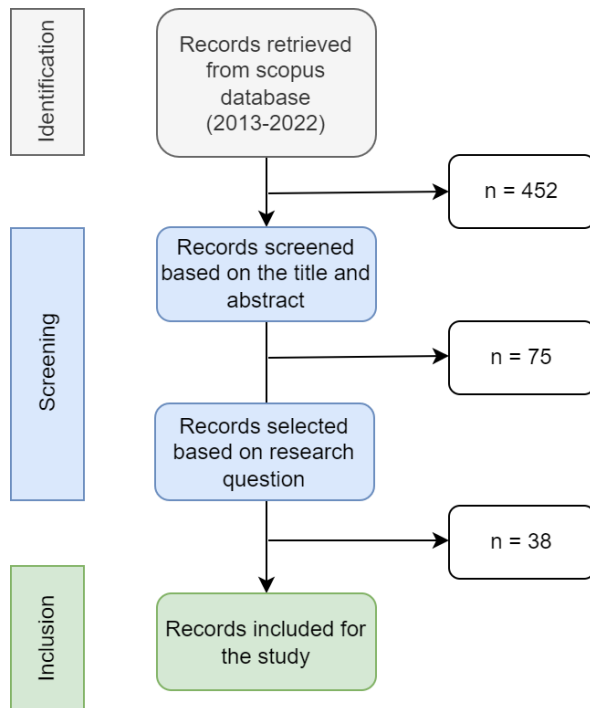 Identification
Records retrieved
from scopus
database
(2013-2022)
n = 452
Screening
Records screened
based on the title and
abstract
n = 75
Records selected
based on research
question
n = 38
Inclusion
Records included for
the study